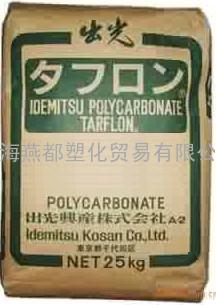 出光
タフロン®
IDEMITSU POLYCARBONATE
TARFLON®
海燕都塑化贸易有限公
POLYCARBONATE
出光興産株式会社 A-2
Idemitsu Kosan Co.,Ltd.
東京都千代田区
NET 25kg